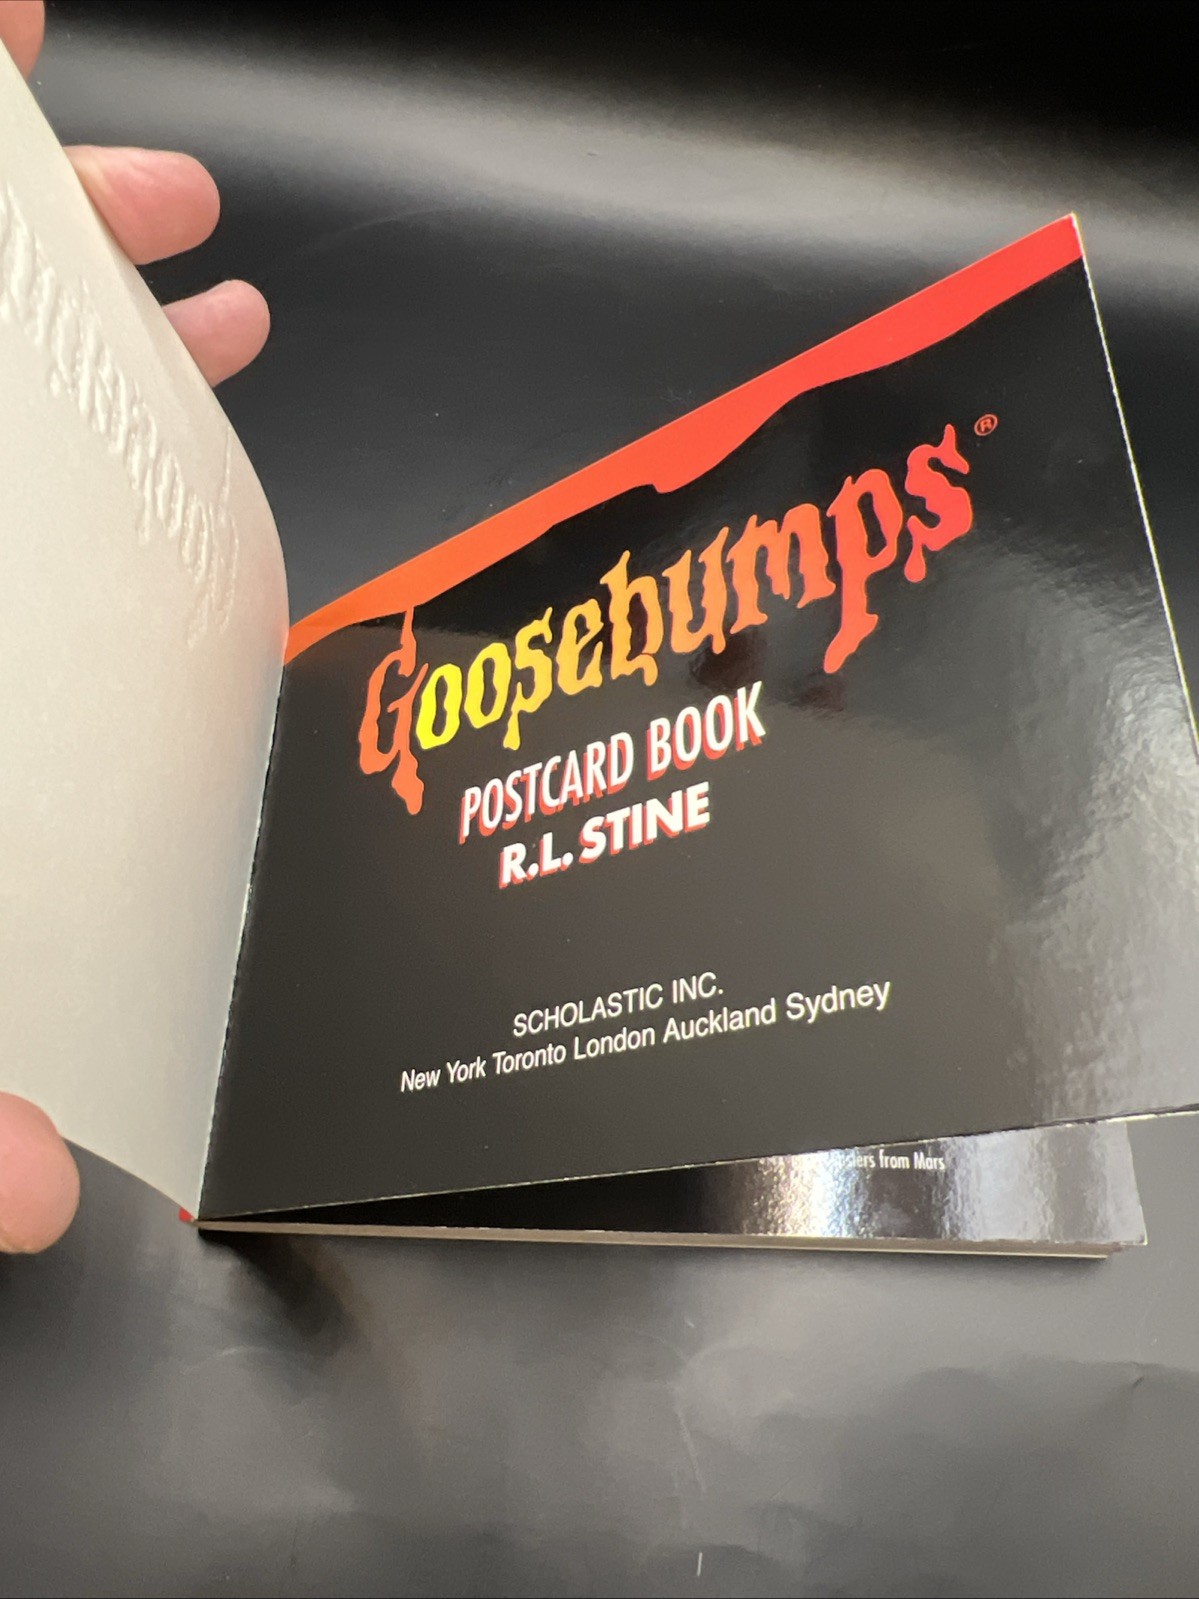 Goosebumps®
POSTCARD BOOK
R.L. STINE
SCHOLASTIC INC.
New York Toronto London Auckland Sydney
from Mars